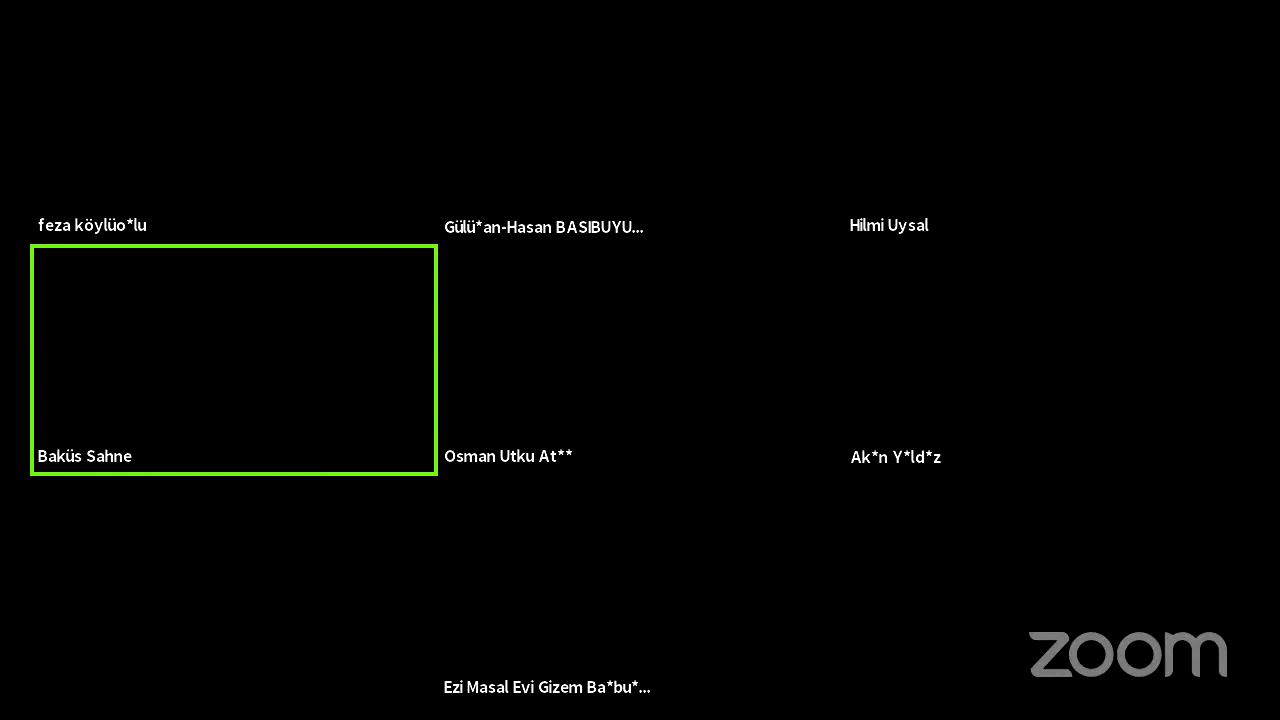 feza köylüo*lu
Gülü*an-Hasan BASIBUYU...
Hilmi Uysal
Baküs Sahne
Osman Utku At**
Ak*n Y*ld*z
Ezi Masal Evi Gizem Ba*bu*...
zoom